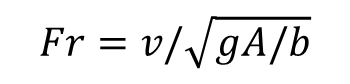 Fr = v/√gA/b